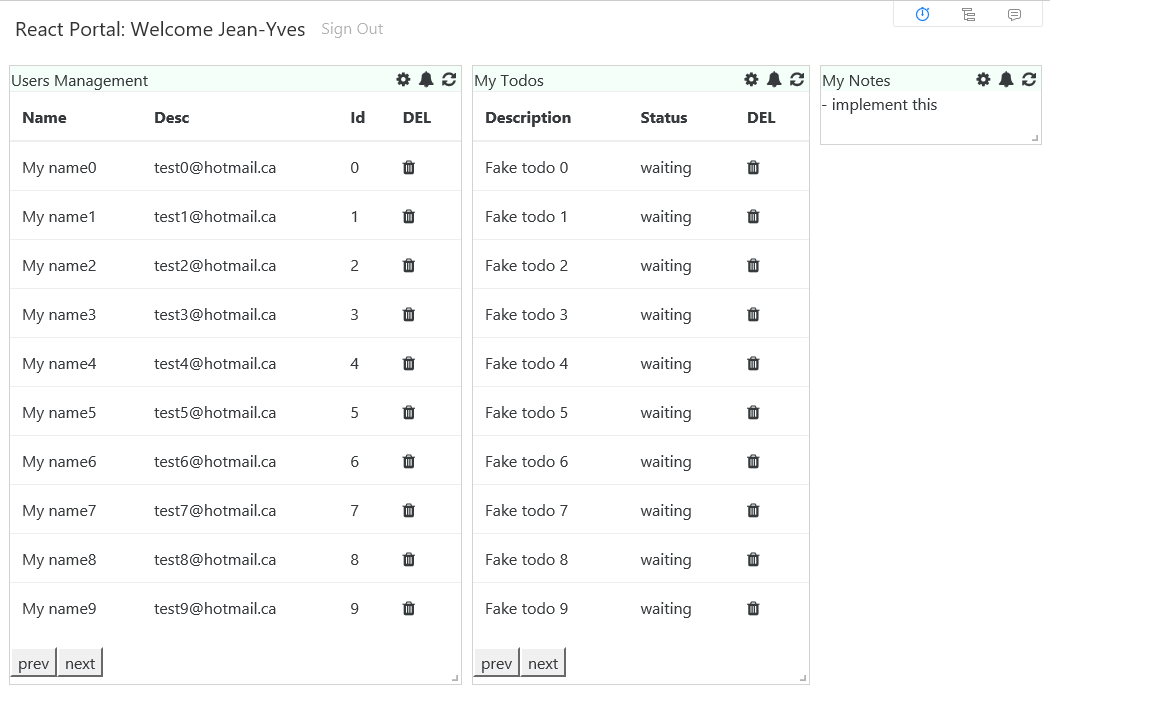 React Portal: Welcome Jean-Yves Sign Out
Users Management
Name Desc Id DEL
My name0 test0@hotmail.ca 0
My name1 test1@hotmail.ca 1
My name2 test2@hotmail.ca 2
My name3 test3@hotmail.ca 3
My name4 test4@hotmail.ca 4
My name5 test5@hotmail.ca 5
My name6 test6@hotmail.ca 6
My name7 test7@hotmail.ca 7
My name8 test8@hotmail.ca 8
My name9 test9@hotmail.ca 9
prev next
My Todos
Description Status DEL
Fake todo 0 waiting
Fake todo 1 waiting
Fake todo 2 waiting
Fake todo 3 waiting
Fake todo 4 waiting
Fake todo 5 waiting
Fake todo 6 waiting
Fake todo 7 waiting
Fake todo 8 waiting
Fake todo 9 waiting
prev next
My Notes
- implement this